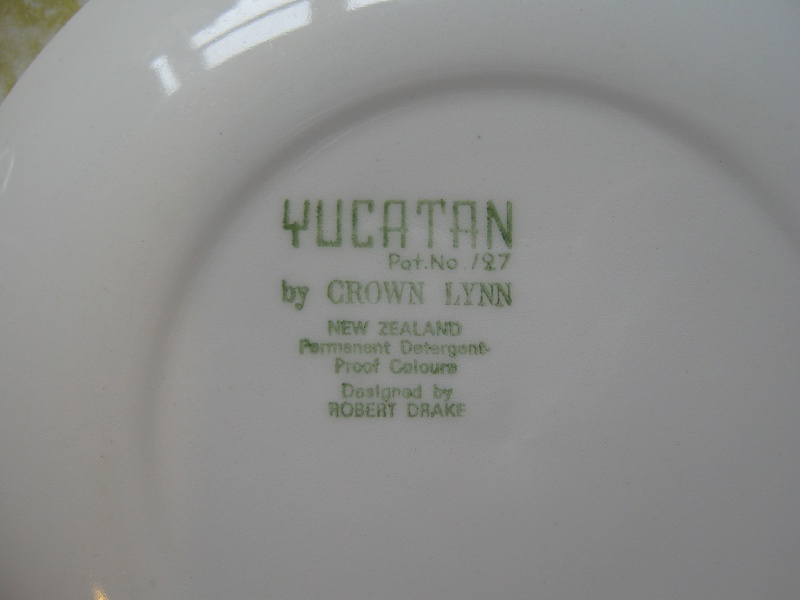 YUCATAN
Pat. No. 127
by CROWN LYNN
NEW ZEALAND
Permanent Detergent-
Proof Colours
Designed by
ROBERT DRAKE